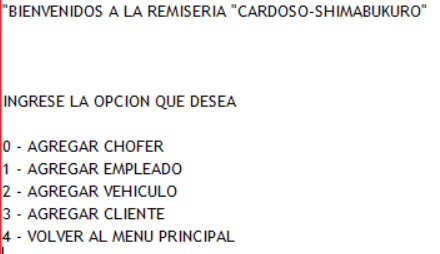 "BIENVENIDOS A LA REMISERIA "CARDOSO-SHIMABUKURO"
INGRESE LA OPCION QUE DESEA
0 - AGREGAR CHOFER
1 - AGREGAR EMPLEADO
2 - AGREGAR VEHICULO
3 - AGREGAR CLIENTE
4 - VOLVER AL MENU PRINCIPAL